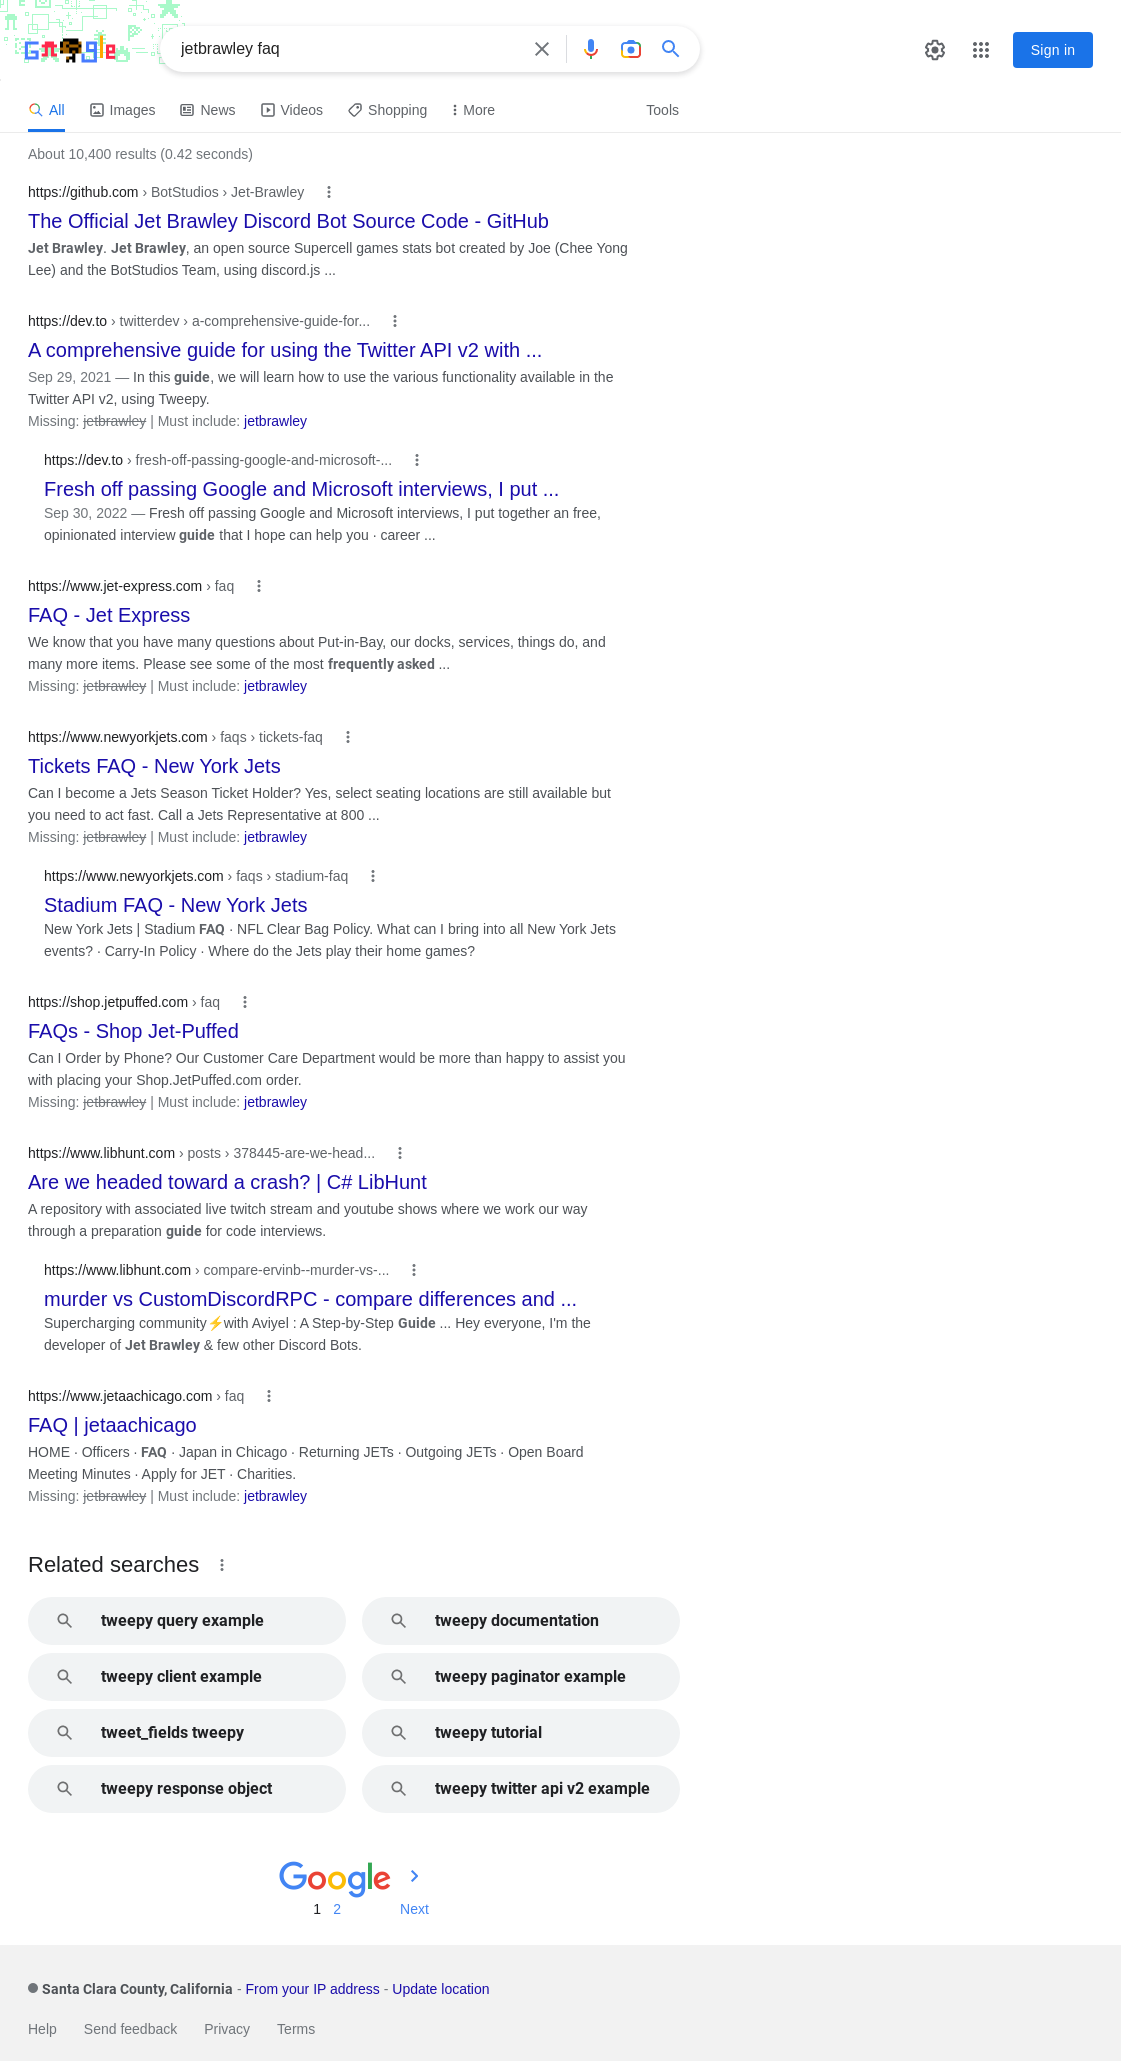 jetbrawley faq
Sign in
All Images News Videos Shopping More Tools
About 10,400 results (0.42 seconds)
https://github.com › BotStudios › Jet-Brawley
The Official Jet Brawley Discord Bot Source Code - GitHub
Jet Brawley. Jet Brawley, an open source Supercell games stats bot created by Joe (Chee Yong
Lee) and the BotStudios Team, using discord.js ...
https://dev.to › twitterdev › a-comprehensive-guide-for...
A comprehensive guide for using the Twitter API v2 with ...
Sep 29, 2021 — In this guide, we will learn how to use the various functionality available in the
Twitter API v2, using Tweepy.
Missing: jetbrawley | Must include: jetbrawley
https://dev.to › fresh-off-passing-google-and-microsoft-...
Fresh off passing Google and Microsoft interviews, I put ...
Sep 30, 2022 — Fresh off passing Google and Microsoft interviews, I put together an free,
opinionated interview guide that I hope can help you · career ...
https://www.jet-express.com › faq
FAQ - Jet Express
We know that you have many questions about Put-in-Bay, our docks, services, things do, and
many more items. Please see some of the most frequently asked ...
Missing: jetbrawley | Must include: jetbrawley
https://www.newyorkjets.com › faqs › tickets-faq
Tickets FAQ - New York Jets
Can I become a Jets Season Ticket Holder? Yes, select seating locations are still available but
you need to act fast. Call a Jets Representative at 800 ...
Missing: jetbrawley | Must include: jetbrawley
https://www.newyorkjets.com › faqs › stadium-faq
Stadium FAQ - New York Jets
New York Jets | Stadium FAQ · NFL Clear Bag Policy. What can I bring into all New York Jets
events? · Carry-In Policy · Where do the Jets play their home games?
https://shop.jetpuffed.com › faq
FAQs - Shop Jet-Puffed
Can I Order by Phone? Our Customer Care Department would be more than happy to assist you
with placing your Shop.JetPuffed.com order.
Missing: jetbrawley | Must include: jetbrawley
https://www.libhunt.com › posts › 378445-are-we-head...
Are we headed toward a crash? | C# LibHunt
A repository with associated live twitch stream and youtube shows where we work our way
through a preparation guide for code interviews.
https://www.libhunt.com › compare-ervinb--murder-vs-...
murder vs CustomDiscordRPC - compare differences and ...
Supercharging community⚡with Aviyel : A Step-by-Step Guide ... Hey everyone, I'm the
developer of Jet Brawley & few other Discord Bots.
https://www.jetaachicago.com › faq
FAQ | jetaachicago
HOME · Officers · FAQ · Japan in Chicago · Returning JETs · Outgoing JETs · Open Board
Meeting Minutes · Apply for JET · Charities.
Missing: jetbrawley | Must include: jetbrawley
Related searches
tweepy query example tweepy documentation
tweepy client example tweepy paginator example
tweet_fields tweepy tweepy tutorial
tweepy response object tweepy twitter api v2 example
Google
1 2 Next
Santa Clara County, California - From your IP address - Update location
Help Send feedback Privacy Terms